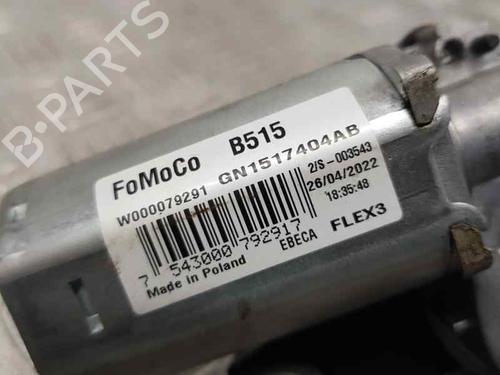 FoMoCo B515
W000079291 GN1517404AB
2/S-003543
26/04/2022
18:35:48
7 543000 792917
EBECA FLEX3
Made in Poland
B-PARTS